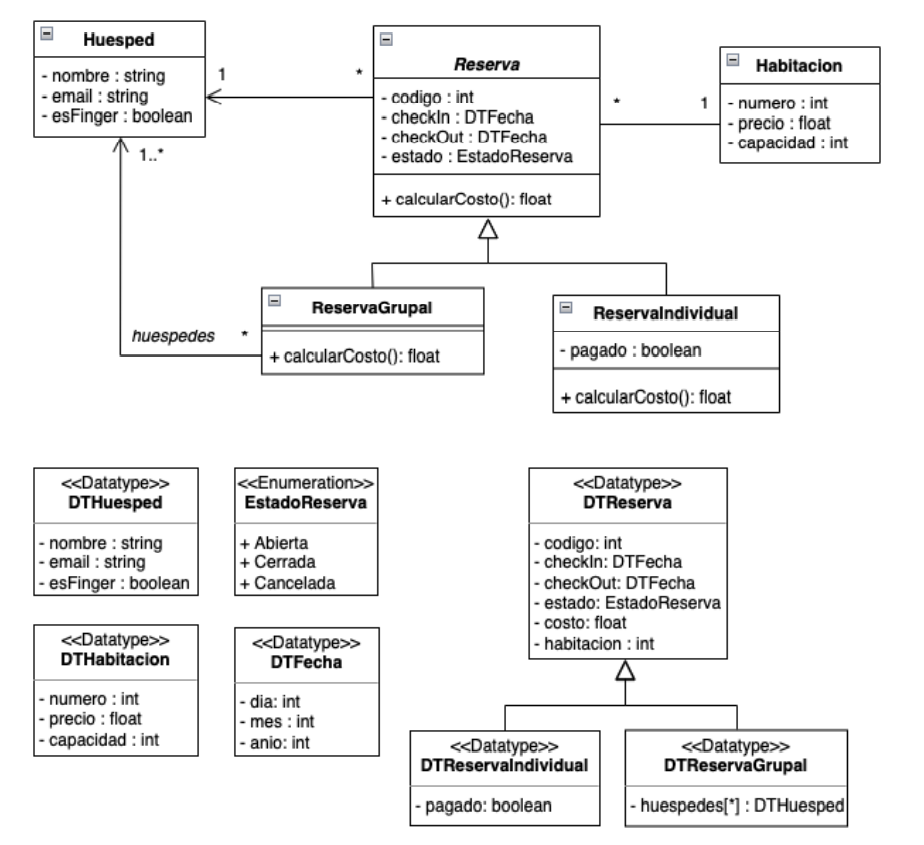 Huesped
- nombre : string
- email : string
- esFinger : boolean
1
*
Reserva
- codigo : int
- checkIn : DTFecha
- checkOut : DTFecha
- estado : EstadoReserva
+ calcularCosto(): float
*
1
Habitacion
- numero : int
- precio : float
- capacidad : int
1..*
huespedes
*
ReservaGrupal
+ calcularCosto(): float
ReservaIndividual
- pagado : boolean
+ calcularCosto(): float
<<Datatype>>
DTHuesped
- nombre : string
- email : string
- esFinger : boolean
<<Enumeration>>
EstadoReserva
+ Abierta
+ Cerrada
+ Cancelada
<<Datatype>>
DTReserva
- codigo: int
- checkIn: DTFecha
- checkOut: DTFecha
- estado: EstadoReserva
- costo: float
- habitacion : int
<<Datatype>>
DTHabitacion
- numero : int
- precio : float
- capacidad : int
<<Datatype>>
DTFecha
- dia: int
- mes : int
- anio: int
<<Datatype>>
DTReservaIndividual
- pagado: boolean
<<Datatype>>
DTReservaGrupal
- huespedes[*] : DTHuesped